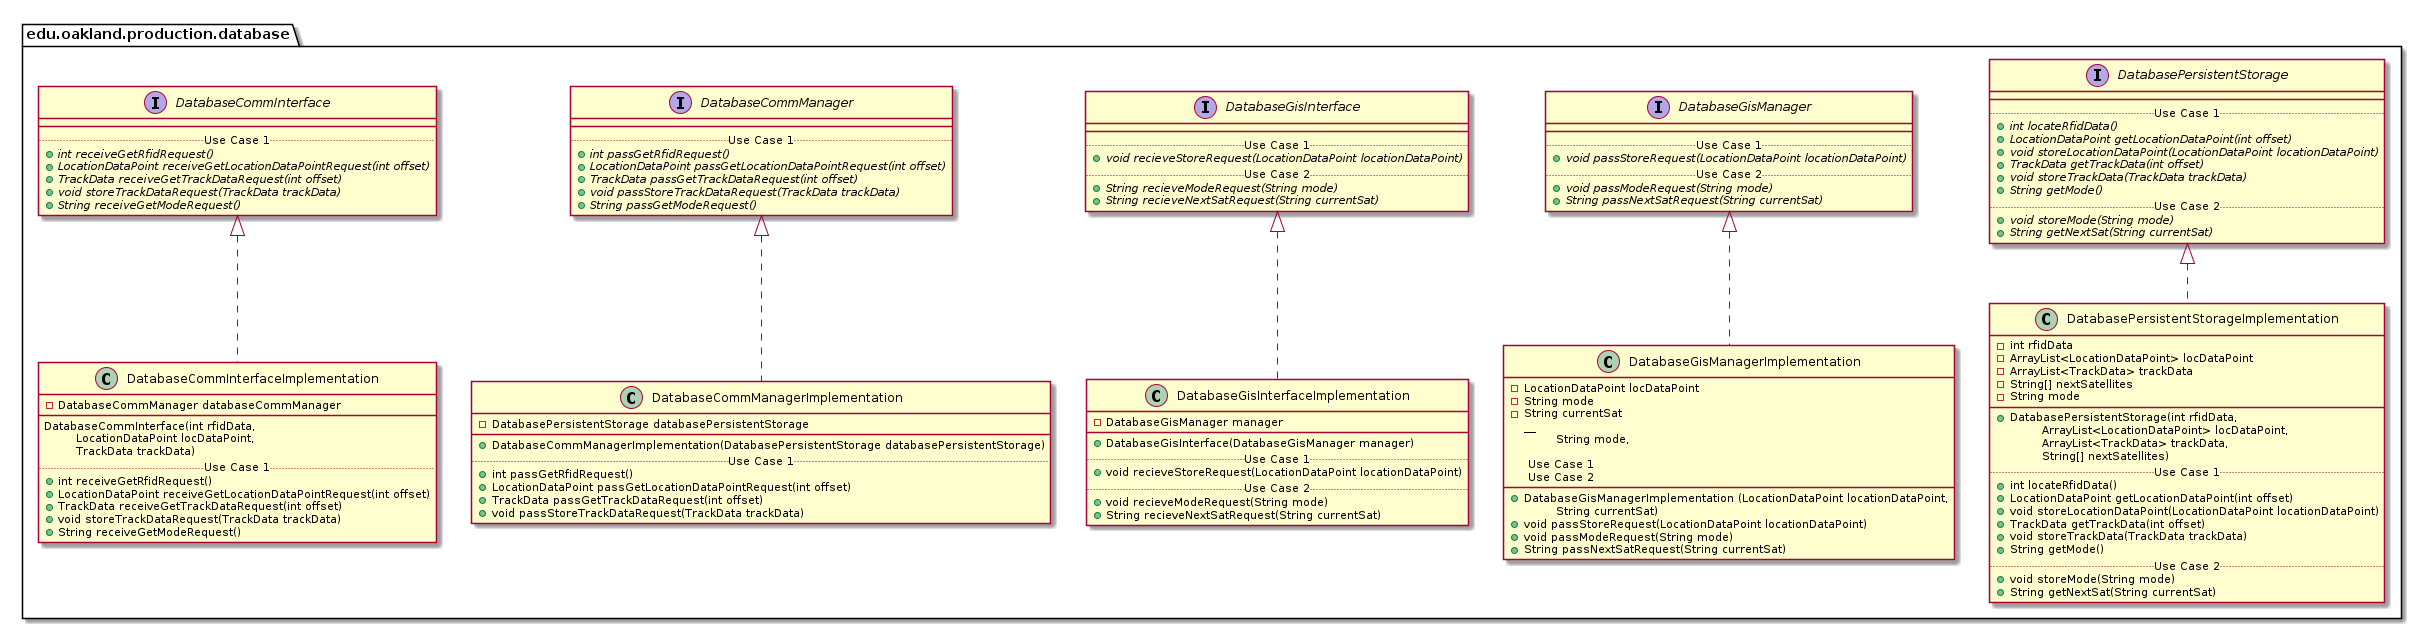 edu.oakland.production.database
I DatabaseCommInterface
Use Case 1
int receiveGetRfidRequest()
LocationDataPoint receiveGetLocationDataPointRequest(int offset)
TrackData receiveGetTrackDataRequest(int offset)
void storeTrackDataRequest(TrackData trackData)
String receiveGetModeRequest()
I DatabaseCommManager
Use Case 1
int passGetRfidRequest()
LocationDataPoint passGetLocationDataPointRequest(int offset)
TrackData passGetTrackDataRequest(int offset)
void passStoreTrackDataRequest(TrackData trackData)
String passGetModeRequest()
I DatabaseGisInterface
Use Case 1
void recieveStoreRequest(LocationDataPoint locationDataPoint)
Use Case 2
String recieveModeRequest(String mode)
String recieveNextSatRequest(String currentSat)
I DatabaseGisManager
Use Case 1
void passStoreRequest(LocationDataPoint locationDataPoint)
Use Case 2
void passModeRequest(String mode)
String passNextSatRequest(String currentSat)
I DatabasePersistentStorage
Use Case 1
int locateRfidData()
LocationDataPoint getLocationDataPoint(int offset)
void storeLocationDataPoint(LocationDataPoint locationDataPoint)
TrackData getTrackData(int offset)
void storeTrackData(TrackData trackData)
String getMode()
Use Case 2
void storeMode(String mode)
String getNextSat(String currentSat)
C DatabaseCommInterfaceImplementation
DatabaseCommManager databaseCommManager
DatabaseCommInterface(int rfidData,
LocationDataPoint locDataPoint,
TrackData trackData)
Use Case 1
int receiveGetRfidRequest()
LocationDataPoint receiveGetLocationDataPointRequest(int offset)
TrackData receiveGetTrackDataRequest(int offset)
void storeTrackDataRequest(TrackData trackData)
String receiveGetModeRequest()
C DatabaseCommManagerImplementation
DatabasePersistentStorage databasePersistentStorage
DatabaseCommManagerImplementation(DatabasePersistentStorage databasePersistentStorage)
Use Case 1
int passGetRfidRequest()
LocationDataPoint passGetLocationDataPointRequest(int offset)
TrackData passGetTrackDataRequest(int offset)
void passStoreTrackDataRequest(TrackData trackData)
C DatabaseGisInterfaceImplementation
DatabaseGisManager manager
DatabaseGisInterface(DatabaseGisManager manager)
Use Case 1
void recieveStoreRequest(LocationDataPoint locationDataPoint)
Use Case 2
void recieveModeRequest(String mode)
String recieveNextSatRequest(String currentSat)
C DatabaseGisManagerImplementation
LocationDataPoint locDataPoint
String mode
String currentSat
__
String mode,
Use Case 1
Use Case 2
DatabaseGisManagerImplementation (LocationDataPoint locationDataPoint,
String currentSat)
void passStoreRequest(LocationDataPoint locationDataPoint)
void passModeRequest(String mode)
String passNextSatRequest(String currentSat)
C DatabasePersistentStorageImplementation
int rfidData
ArrayList<LocationDataPoint> locDataPoint
ArrayList<TrackData> trackData
String[] nextSatellites
String mode
DatabasePersistentStorage(int rfidData,
ArrayList<LocationDataPoint> locDataPoint,
ArrayList<TrackData> trackData,
String[] nextSatellites)
Use Case 1
int locateRfidData()
LocationDataPoint getLocationDataPoint(int offset)
void storeLocationDataPoint(LocationDataPoint locationDataPoint)
TrackData getTrackData(int offset)
void storeTrackData(TrackData trackData)
String getMode()
Use Case 2
void storeMode(String mode)
String getNextSat(String currentSat)